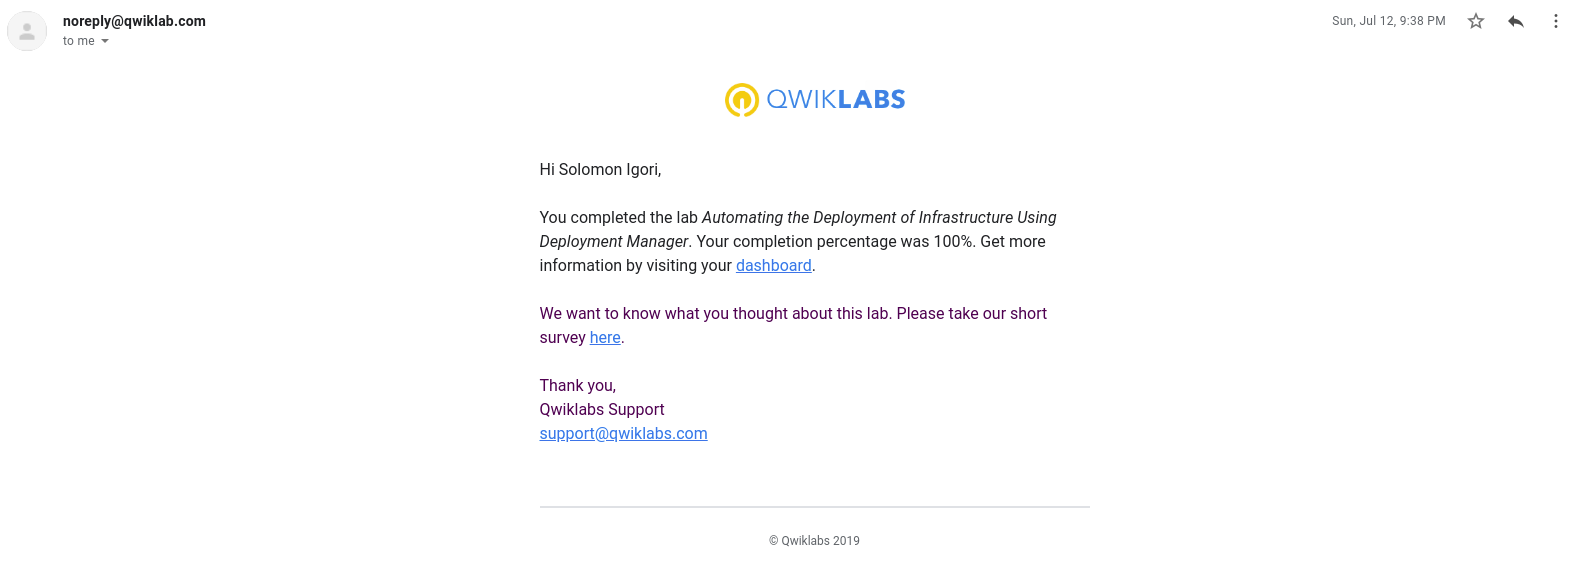 noreply@qwiklab.com
Sun, Jul 12, 9:38 PM
to me
QWIKLABS
Hi Solomon Igori,
You completed the lab Automating the Deployment of Infrastructure Using
Deployment Manager. Your completion percentage was 100%. Get more
information by visiting your dashboard.
We want to know what you thought about this lab. Please take our short
survey here.
Thank you,
Qwiklabs Support
support@qwiklabs.com
© Qwiklabs 2019